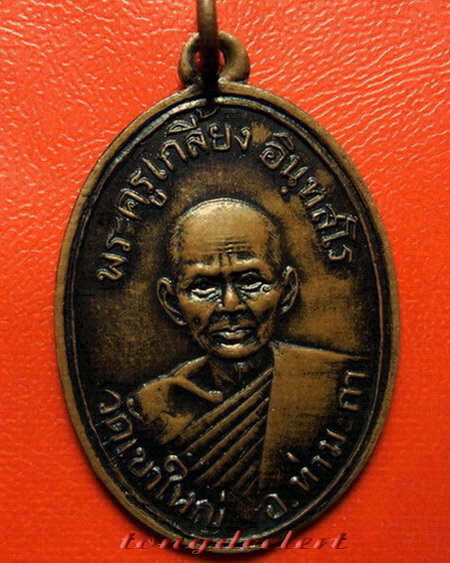 พระครูเกลี้ยง อินฺทสโร
วัดเขาใหญ่ อ.ท่ามะกา